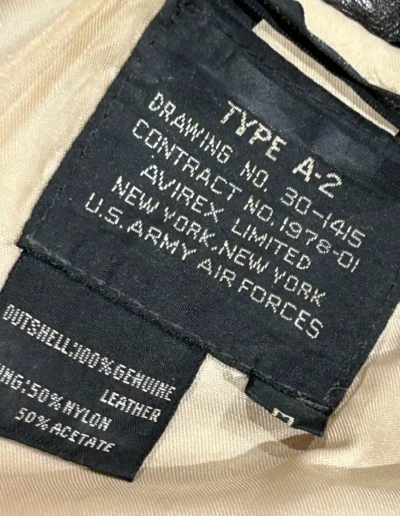 TYPE A-2
DRAWING NO. 30-1415
CONTRACT NO. 1978-01
AVIREX LIMITED
NEW YORK, NEW YORK
U.S. ARMY AIR FORCES
OUTSHELL:100% GENUINE
LEATHER
50% NYLON
50% ACETATE